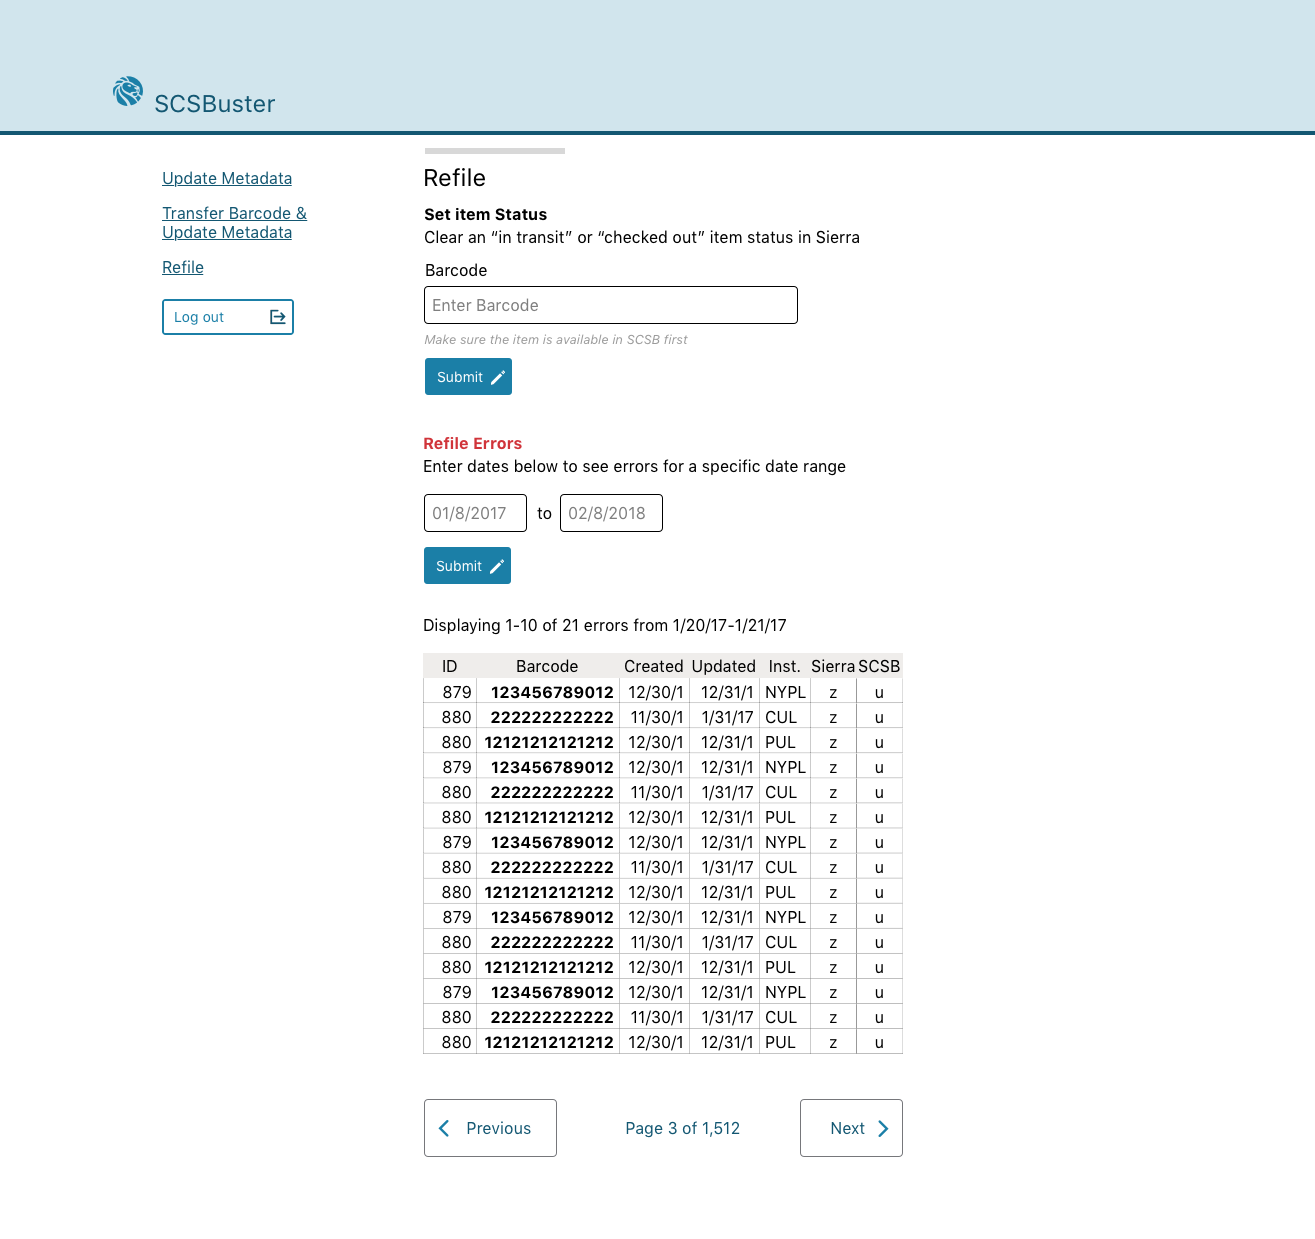 SCSBuster
Update Metadata
Transfer Barcode &
Update Metadata
Refile
Log out
Refile
Set item Status
Clear an “in transit” or “checked out” item status in Sierra
Barcode
Enter Barcode
Make sure the item is available in SCSB first
Submit
Refile Errors
Enter dates below to see errors for a specific date range
01/8/2017 to 02/8/2018
Submit
Displaying 1-10 of 21 errors from 1/20/17-1/21/17
ID Barcode Created Updated Inst. Sierra SCSB
879 123456789012 12/30/1 12/31/1 NYPL z u
880 222222222222 11/30/1 1/31/17 CUL z u
880 12121212121212 12/30/1 12/31/1 PUL z u
879 123456789012 12/30/1 12/31/1 NYPL z u
880 222222222222 11/30/1 1/31/17 CUL z u
880 12121212121212 12/30/1 12/31/1 PUL z u
879 123456789012 12/30/1 12/31/1 NYPL z u
880 222222222222 11/30/1 1/31/17 CUL z u
880 12121212121212 12/30/1 12/31/1 PUL z u
879 123456789012 12/30/1 12/31/1 NYPL z u
880 222222222222 11/30/1 1/31/17 CUL z u
880 12121212121212 12/30/1 12/31/1 PUL z u
879 123456789012 12/30/1 12/31/1 NYPL z u
880 222222222222 11/30/1 1/31/17 CUL z u
880 12121212121212 12/30/1 12/31/1 PUL z u
Previous Page 3 of 1,512 Next